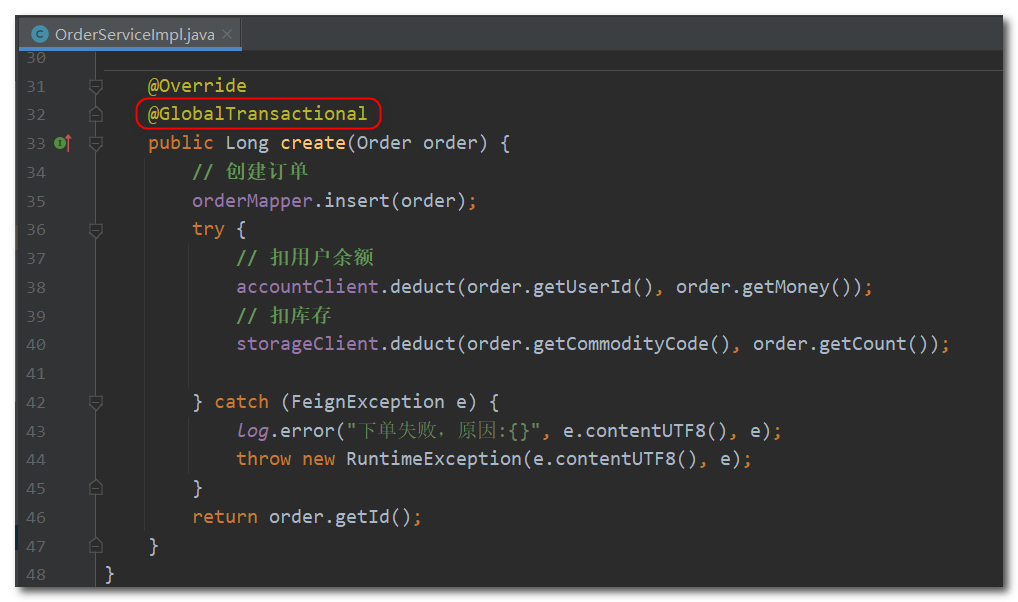 OrderServiceImpl.java
30
31 @Override
32 @GlobalTransactional
33 public Long create(Order order) {
34 // 创建订单
35 orderMapper.insert(order);
36 try {
37 // 扣用户余额
38 accountClient.deduct(order.getUserId(), order.getMoney());
39 // 扣库存
40 storageClient.deduct(order.getCommodityCode(), order.getCount());
41
42 } catch (FeignException e) {
43 log.error("下单失败，原因:{}", e.contentUTF8(), e);
44 throw new RuntimeException(e.contentUTF8(), e);
45 }
46 return order.getId();
47 }
48 }